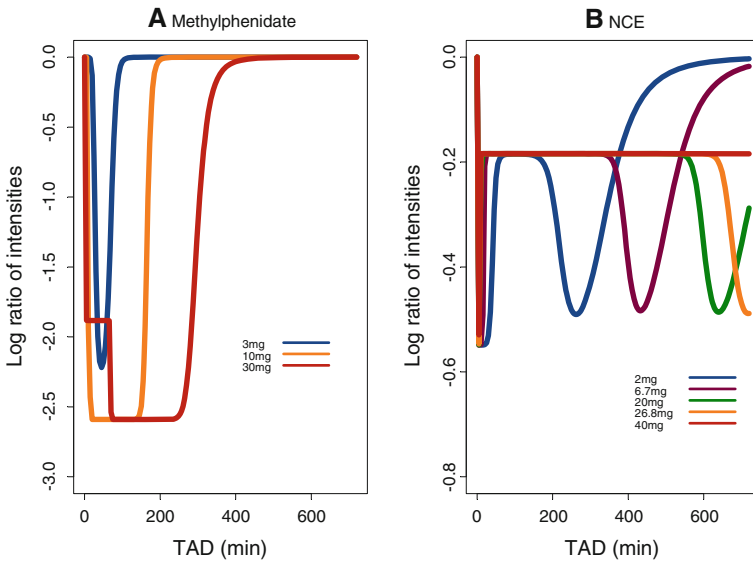 A Methylphenidate
Log ratio of intensities
0.0
-0.5
-1.0
-1.5
-2.0
-2.5
-3.0
3mg
10mg
30mg
0 200 400 600
TAD (min)
B NCE
Log ratio of intensities
-0.0
-0.2
-0.4
-0.6
-0.8
2mg
6.7mg
20mg
26.8mg
40mg
0 200 400 600
TAD (min)